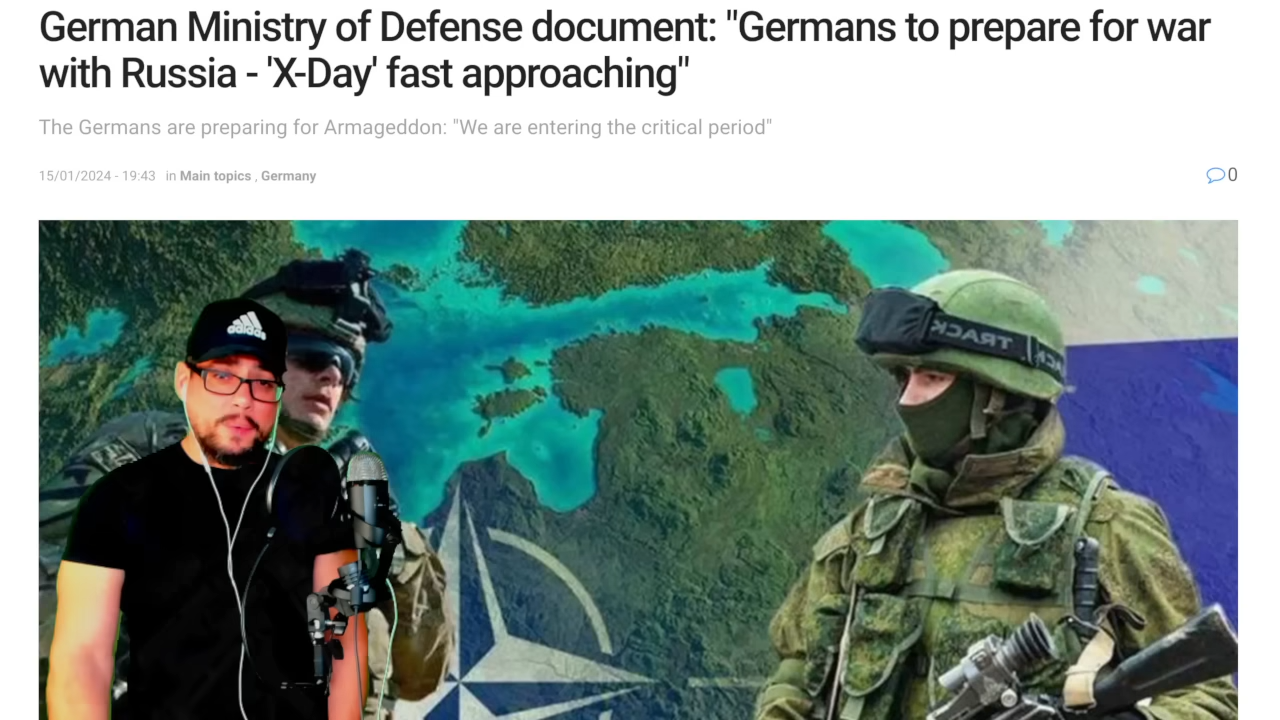 German Ministry of Defense document: "Germans to prepare for war
with Russia - 'X-Day' fast approaching"
The Germans are preparing for Armageddon: "We are entering the critical period"
15/01/2024 - 19:43 in Main topics , Germany
0
adidas
TRACK